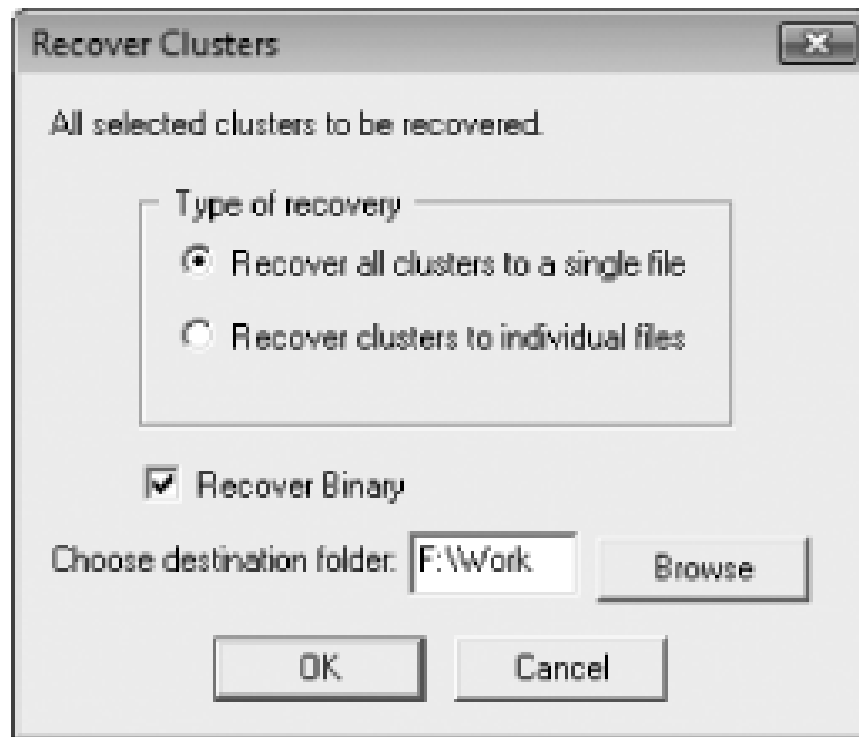 Recover Clusters
All selected clusters to be recovered.
Type of recovery
Recover all clusters to a single file
Recover clusters to individual files
Recover Binary
Choose destination folder: F:\Work Browse
OK Cancel